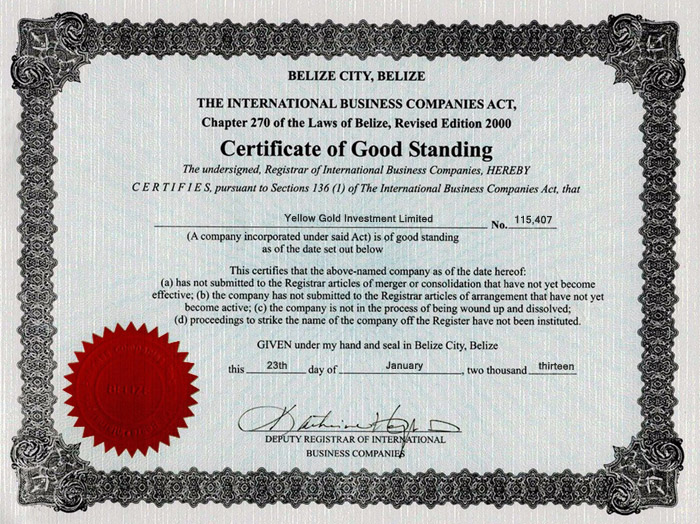 BELIZE CITY, BELIZE
THE INTERNATIONAL BUSINESS COMPANIES ACT,
Chapter 270 of the Laws of Belize, Revised Edition 2000
Certificate of Good Standing
The undersigned, Registrar of International Business Companies, HEREBY
CERTIFIES, pursuant to Sections 136 (1) of The International Business Companies Act, that
Yellow Gold Investment Limited No. 115,407
(A company incorporated under said Act) is of good standing
as of the date set out below
This certifies that the above-named company as of the date hereof:
(a) has not submitted to the Registrar articles of merger or consolidation that have not yet become
effective; (b) the company has not submitted to the Registrar articles of arrangement that have not yet
become active; (c) the company is not in the process of being wound up and dissolved;
(d) proceedings to strike the name of the company off the Register have not been instituted.
GIVEN under my hand and seal in Belize City, Belize
this 23th day of January, two thousand thirteen
BELIZE
DEPUTY REGISTRAR OF INTERNATIONAL
BUSINESS COMPANIES